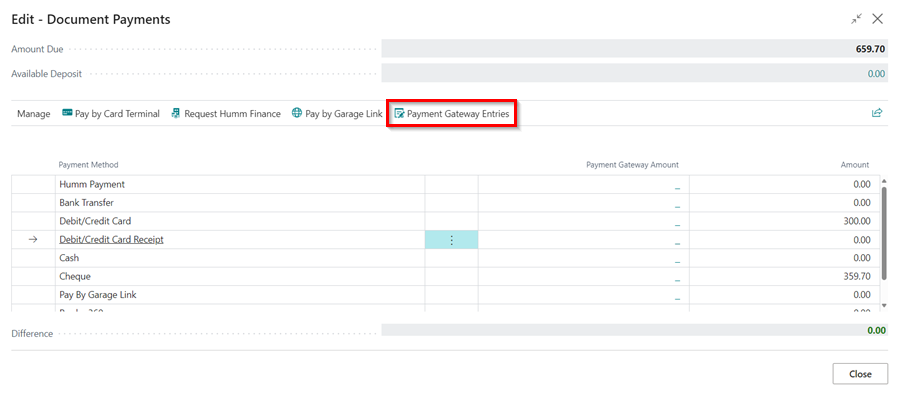 Edit - Document Payments
Amount Due 659.70
Available Deposit 0.00
Manage Pay by Card Terminal Request Humm Finance Pay by Garage Link Payment Gateway Entries
Payment Method Payment Gateway Amount Amount
Humm Payment _ 0.00
Bank Transfer _ 0.00
Debit/Credit Card _ 300.00
Debit/Credit Card Receipt _ 0.00
Cash _ 0.00
Cheque _ 359.70
Pay By Garage Link _ 0.00
Difference 0.00
Close